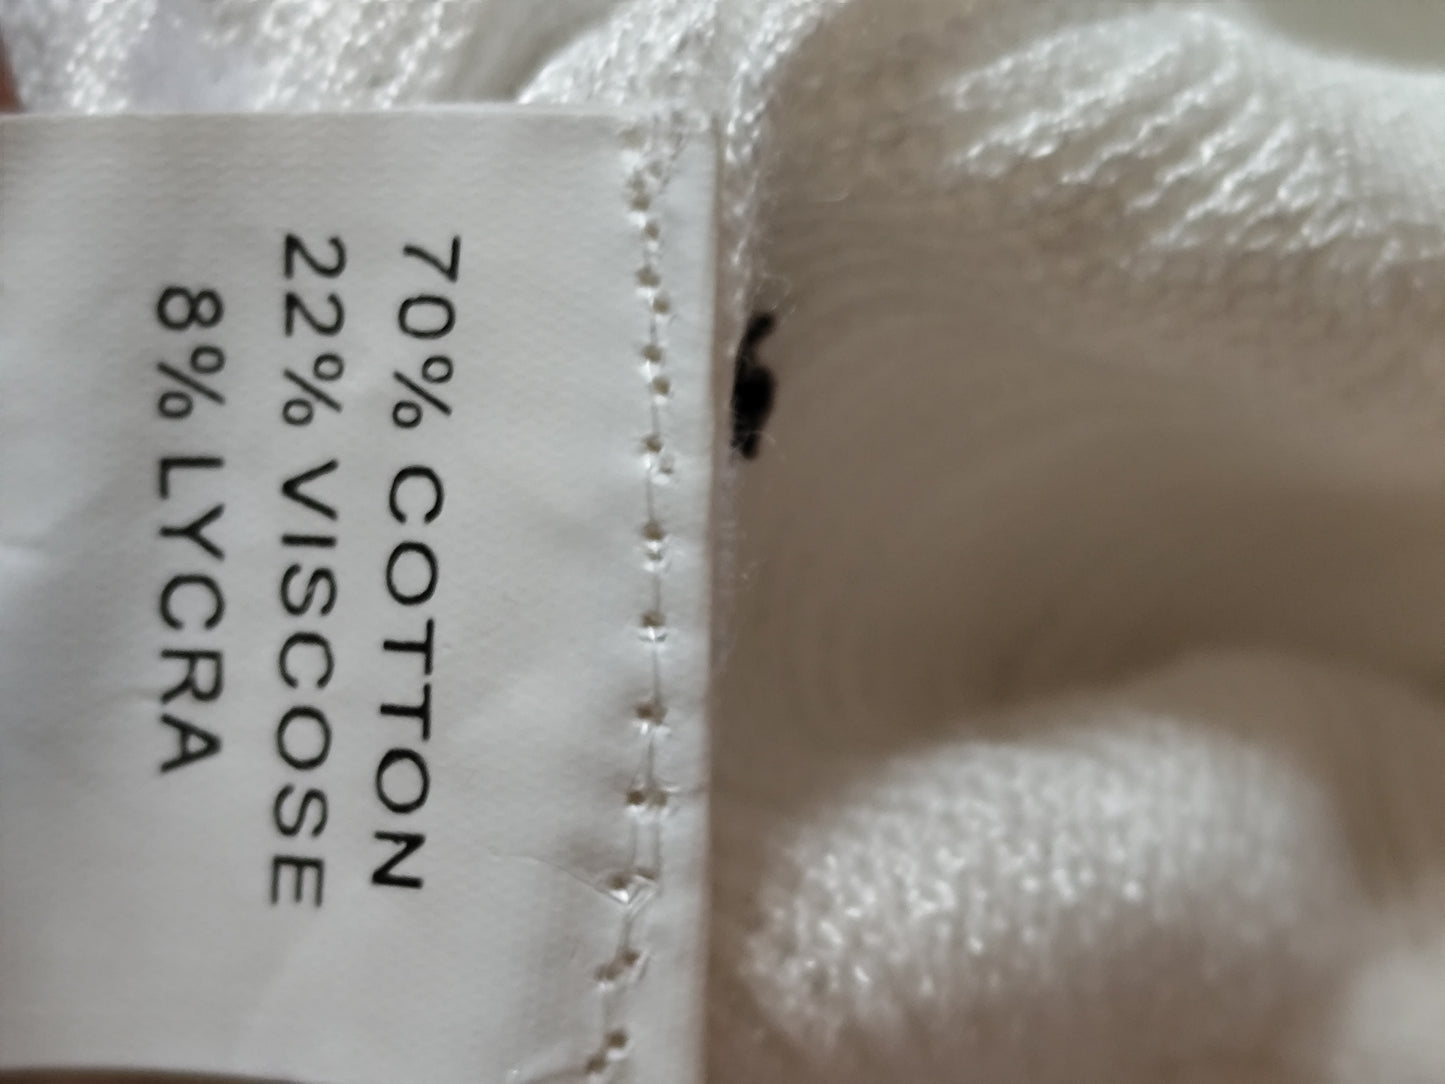 70% COTTON
22% VISCOSE
8% LYCRA